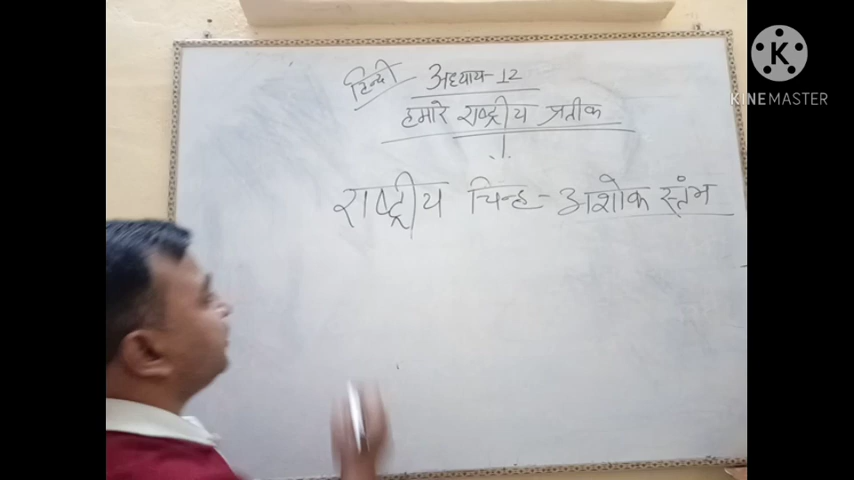 हिन्दी अध्याय-12
हमारे राष्ट्रीय प्रतीक
राष्ट्रीय चिन्ह - अशोक स्तंभ
K
KINEMASTER